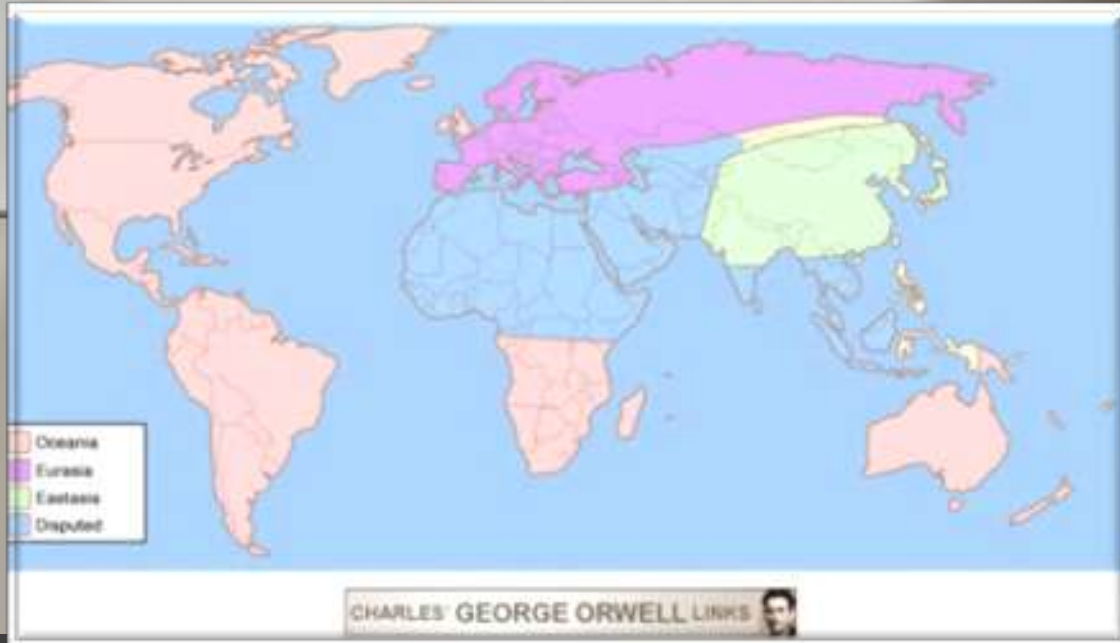 Oceania
Eurasia
Eastasia
Disputed
CHARLES' GEORGE ORWELL LINKS